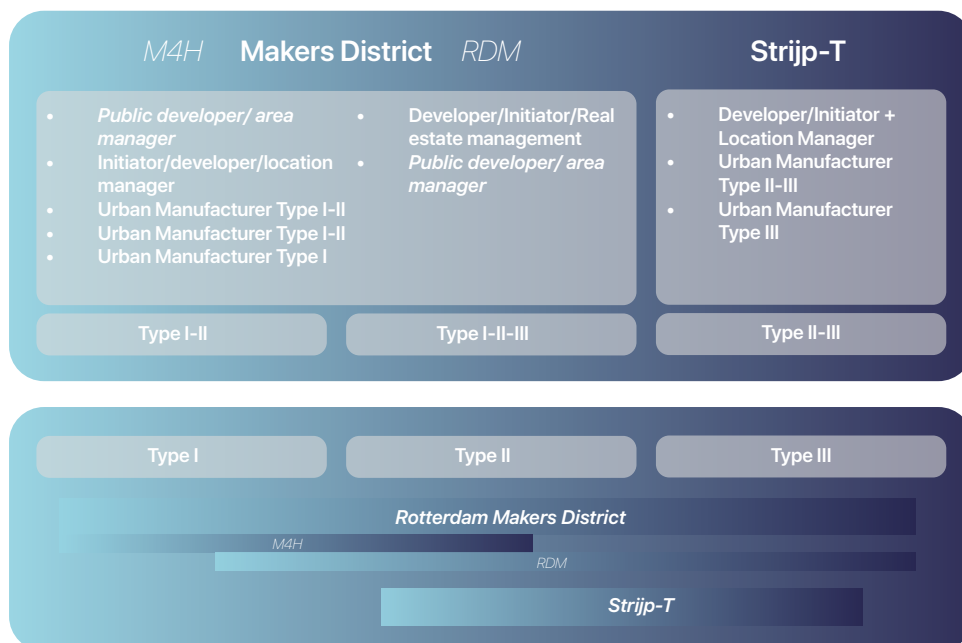 M4H Makers District RDM
Strijp-T
• Public developer/ area
manager
• Initiator/developer/location
manager
• Urban Manufacturer Type I-II
• Urban Manufacturer Type I-II
• Urban Manufacturer Type I
• Developer/Initiator/Real
estate management
• Public developer/ area
manager
• Developer/Initiator +
Location Manager
• Urban Manufacturer
Type II-III
• Urban Manufacturer
Type III
Type I-II
Type I-II-III
Type II-III
Type I
Type II
Type III
Rotterdam Makers District
M4H
RDM
Strijp-T